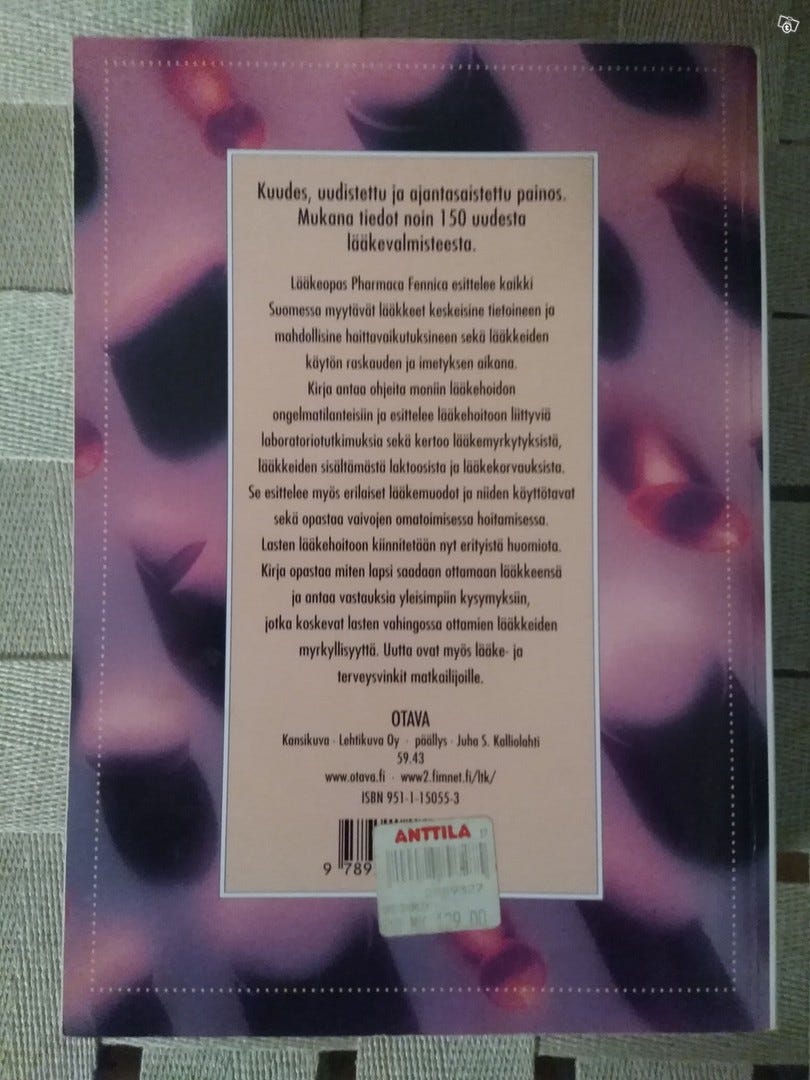 Kuudes, uudistettu ja ajantasaistettu painos.
Mukana tiedot noin 150 uudesta
lääkevalmisteesta.
Lääkeopas Pharmaca Fennica esittelee kaikki
Suomessa myytävät lääkkeet keskeisine tietoineen ja
mahdollisine haittavaikutuksineen sekä lääkkeiden
käytön raskauden ja imetyksen aikana.
Kirja antaa ohjeita moniin lääkehoidon
ongelmatilanteisiin ja esittelee lääkehoitoon liittyviä
laboratoriotutkimuksia sekä kertoo lääkemyrkytyksistä,
lääkkeiden sisältämästä laktoosista ja lääkekorvauksista.
Se esittelee myös erilaiset lääkemuodot ja niiden käyttötavat
sekä opastaa vaivojen omatoimisessa hoitamisessa.
Lasten lääkehoitoon kiinnitetään nyt erityistä huomiota.
Kirja opastaa miten lapsi saadaan ottamaan lääkkeensä
ja antaa vastauksia yleisimpiin kysymyksiin,
jotka koskevat lasten vahingossa ottamien lääkkeiden
myrkyllisyyttä. Uutta ovat myös lääke- ja
terveysvinkit matkailijoille.
OTAVA
Kansikuva · Lehtikuva Oy · päällys · Juha S. Kalliolahti
59.43
www.otava.fi · www2.fimnet.fi/ltk/
ISBN 951-1-15055-3
ANTTILA
9 789